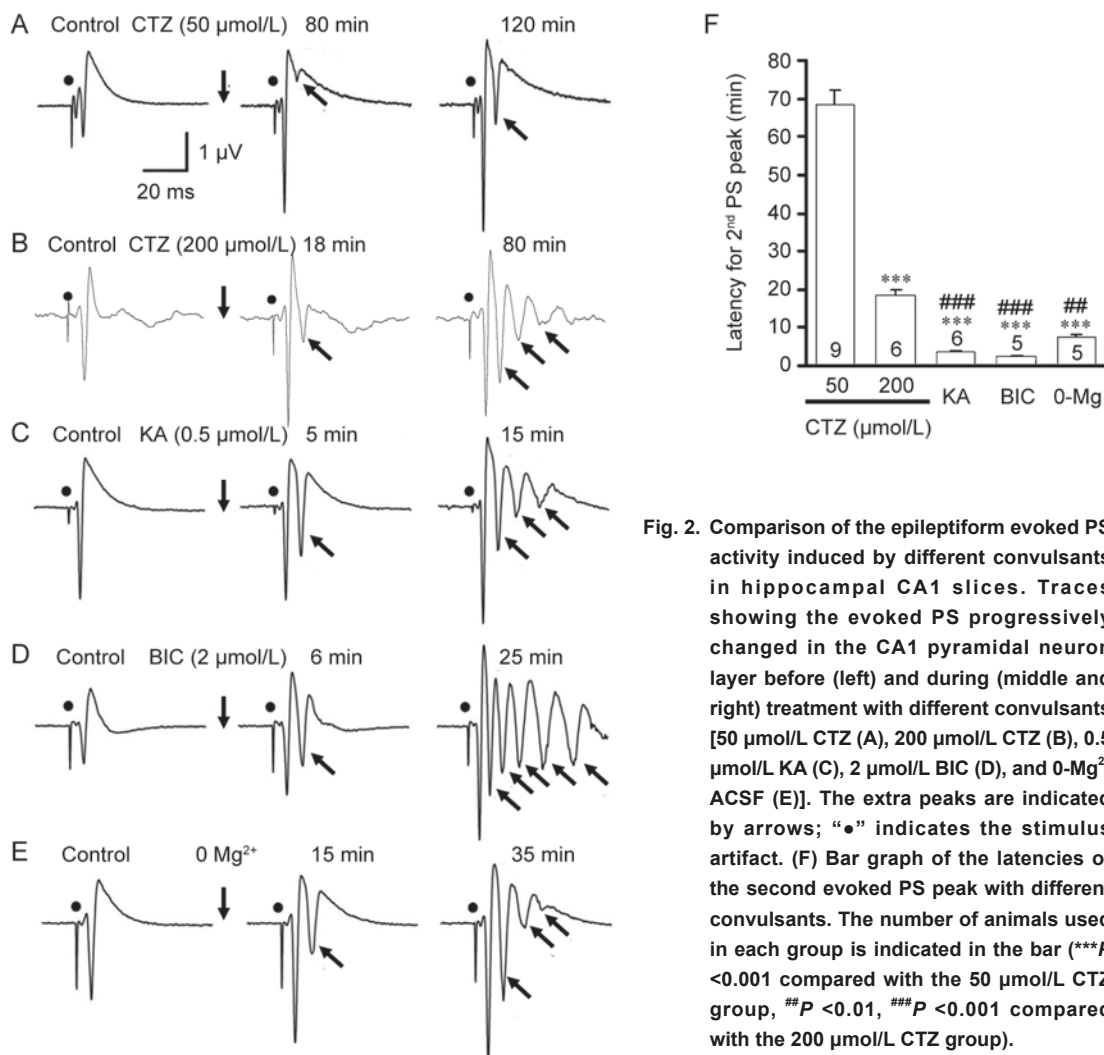 A Control CTZ (50 µmol/L) 80 min 120 min
1 µV
20 ms
B Control CTZ (200 µmol/L) 18 min 80 min
C Control KA (0.5 µmol/L) 5 min 15 min
D Control BIC (2 µmol/L) 6 min 25 min
E Control 0 Mg²⁺ 15 min 35 min
F
Latency for 2ⁿᵈ PS peak (min)
80
70
60
50
40
30
20
10
0
*** ### *** ### *** ## ***
9 6 6 5 5
50 200 KA BIC 0-Mg
CTZ (µmol/L)
Fig. 2. Comparison of the epileptiform evoked PS
activity induced by different convulsants
in hippocampal CA1 slices. Traces
showing the evoked PS progressively
changed in the CA1 pyramidal neuron
layer before (left) and during (middle and
right) treatment with different convulsants
[50 µmol/L CTZ (A), 200 µmol/L CTZ (B), 0.5
µmol/L KA (C), 2 µmol/L BIC (D), and 0-Mg²
ACSF (E)]. The extra peaks are indicated
by arrows; “●” indicates the stimulus
artifact. (F) Bar graph of the latencies o
the second evoked PS peak with differen
convulsants. The number of animals used
in each group is indicated in the bar (***P
<0.001 compared with the 50 µmol/L CTZ
group, ##P <0.01, ###P <0.001 compared
with the 200 µmol/L CTZ group).